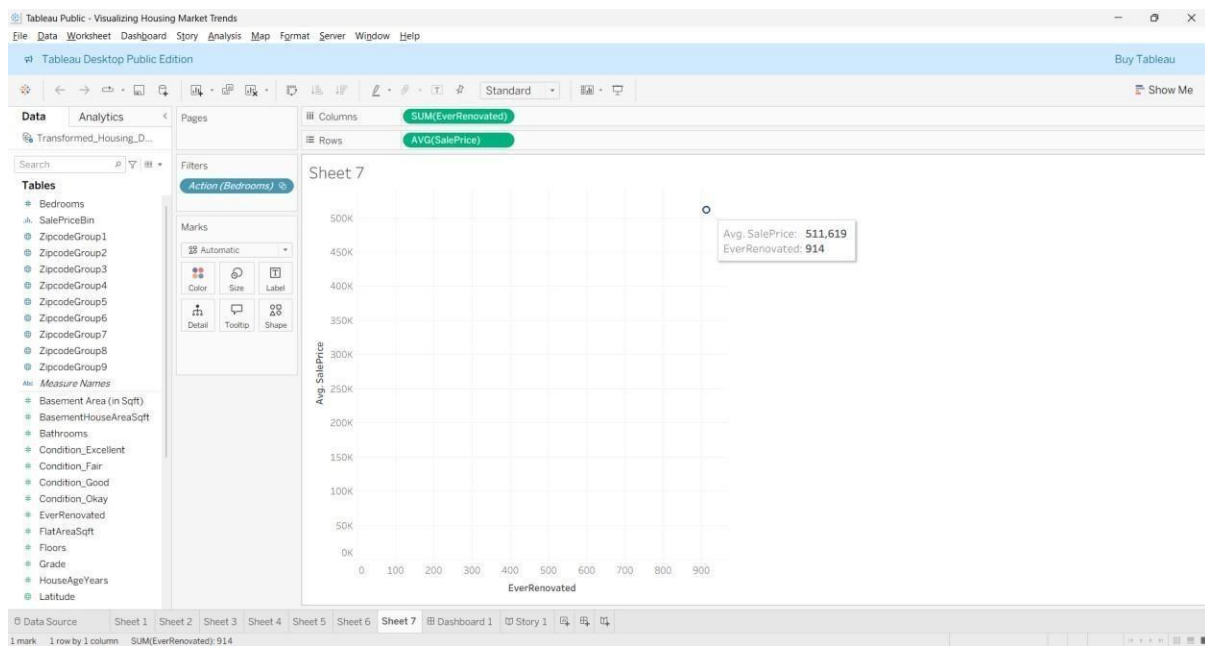 Tableau Public - Visualizing Housing Market Trends
File Data Worksheet Dashboard Story Analysis Map Format Server Window Help
Tableau Desktop Public Edition Buy Tableau
Standard Show Me
Data Analytics
Transformed_Housing_D...
Search
Tables
Bedrooms
SalePriceBin
ZipcodeGroup1
ZipcodeGroup2
ZipcodeGroup3
ZipcodeGroup4
ZipcodeGroup5
ZipcodeGroup6
ZipcodeGroup7
ZipcodeGroup8
ZipcodeGroup9
Abc Measure Names
Basement Area (in Sqft)
BasementHouseAreaSqft
Bathrooms
Condition_Excellent
Condition_Fair
Condition_Good
Condition_Okay
EverRenovated
FlatAreaSqft
Floors
Grade
HouseAgeYears
Latitude
Pages
Filters
Action (Bedrooms)
Marks
Automatic
Color Size Label
Detail Tooltip Shape
Columns SUM(EverRenovated)
Rows AVG(SalePrice)
Sheet 7
500K
450K
400K
350K
300K
250K
200K
150K
100K
50K
0K
Avg. SalePrice
Avg. SalePrice: 511,619
EverRenovated: 914
0 100 200 300 400 500 600 700 800 900
EverRenovated
Data Source Sheet 1 Sheet 2 Sheet 3 Sheet 4 Sheet 5 Sheet 6 Sheet 7 Dashboard 1 Story 1
1 mark 1 row by 1 column SUM(EverRenovated): 914